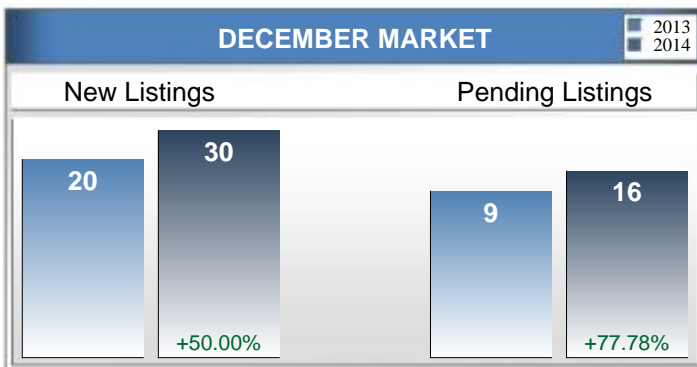 DECEMBER MARKET
2013
2014
New Listings
Pending Listings
20
30
+50.00%
9
16
+77.78%